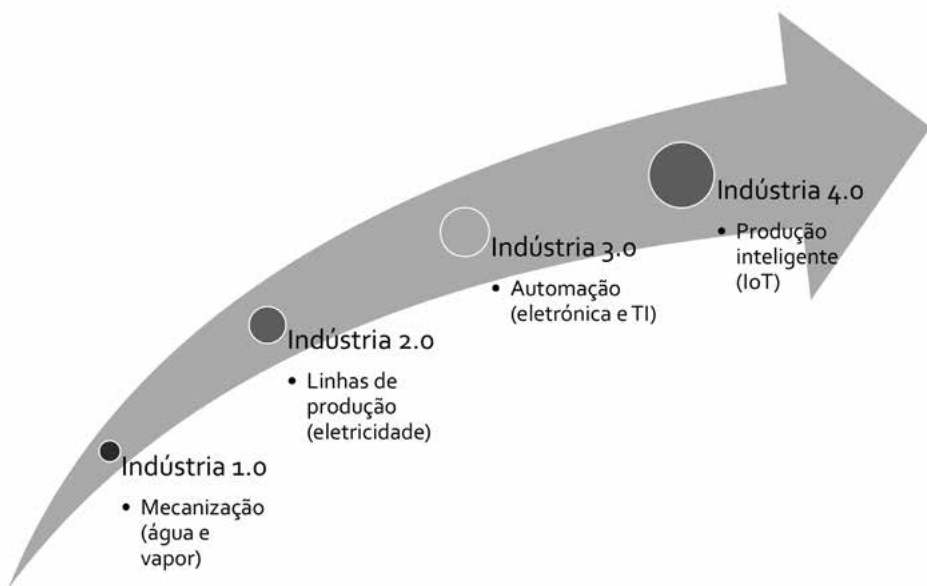 Indústria 1.0
• Mecanização
(água e
vapor)
Indústria 2.0
• Linhas de
produção
(eletricidade)
Indústria 3.0
• Automação
(eletrónica e TI)
Indústria 4.0
• Produção
inteligente
(IoT)